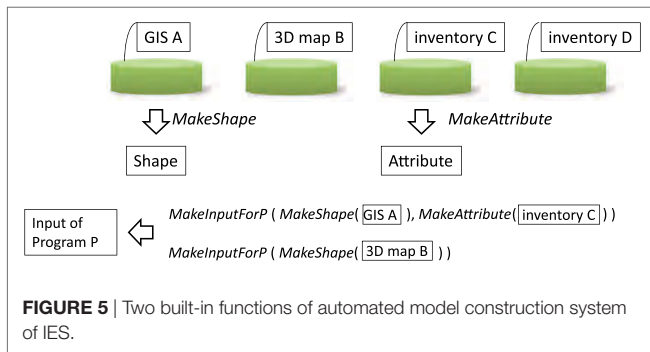 GIS A
3D map B
inventory C
inventory D
MakeShape
MakeAttribute
Shape
Attribute
Input of
Program P
MakeInputForP ( MakeShape( GIS A ), MakeAttribute( inventory C ) )
MakeInputForP ( MakeShape( 3D map B ) )
FIGURE 5 | Two built-in functions of automated model construction system
of IES.